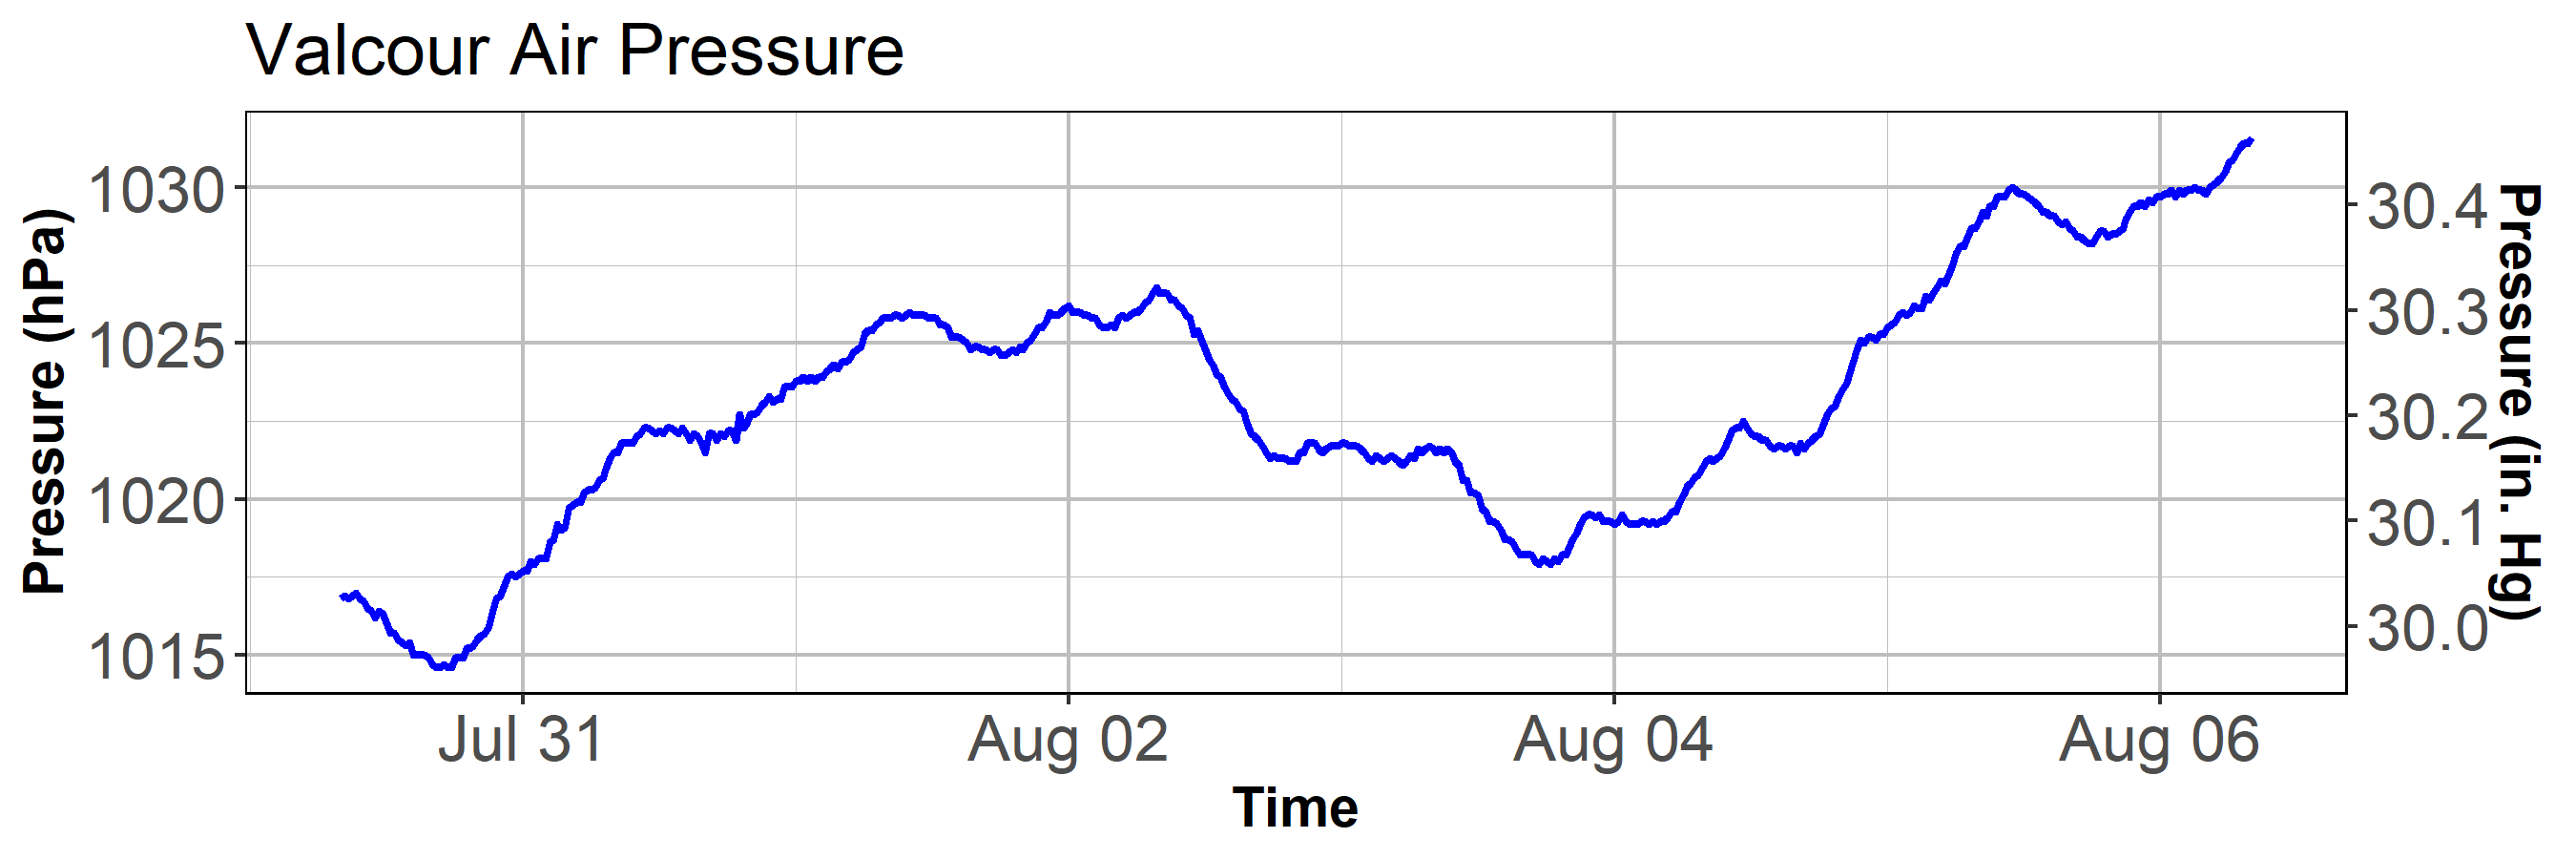 Valcour Air Pressure
Pressure (hPa)
1030
1025
1020
1015
30.4
30.3
30.2
30.1
30.0
Pressure (in. Hg)
Jul 31
Aug 02
Aug 04
Aug 06
Time